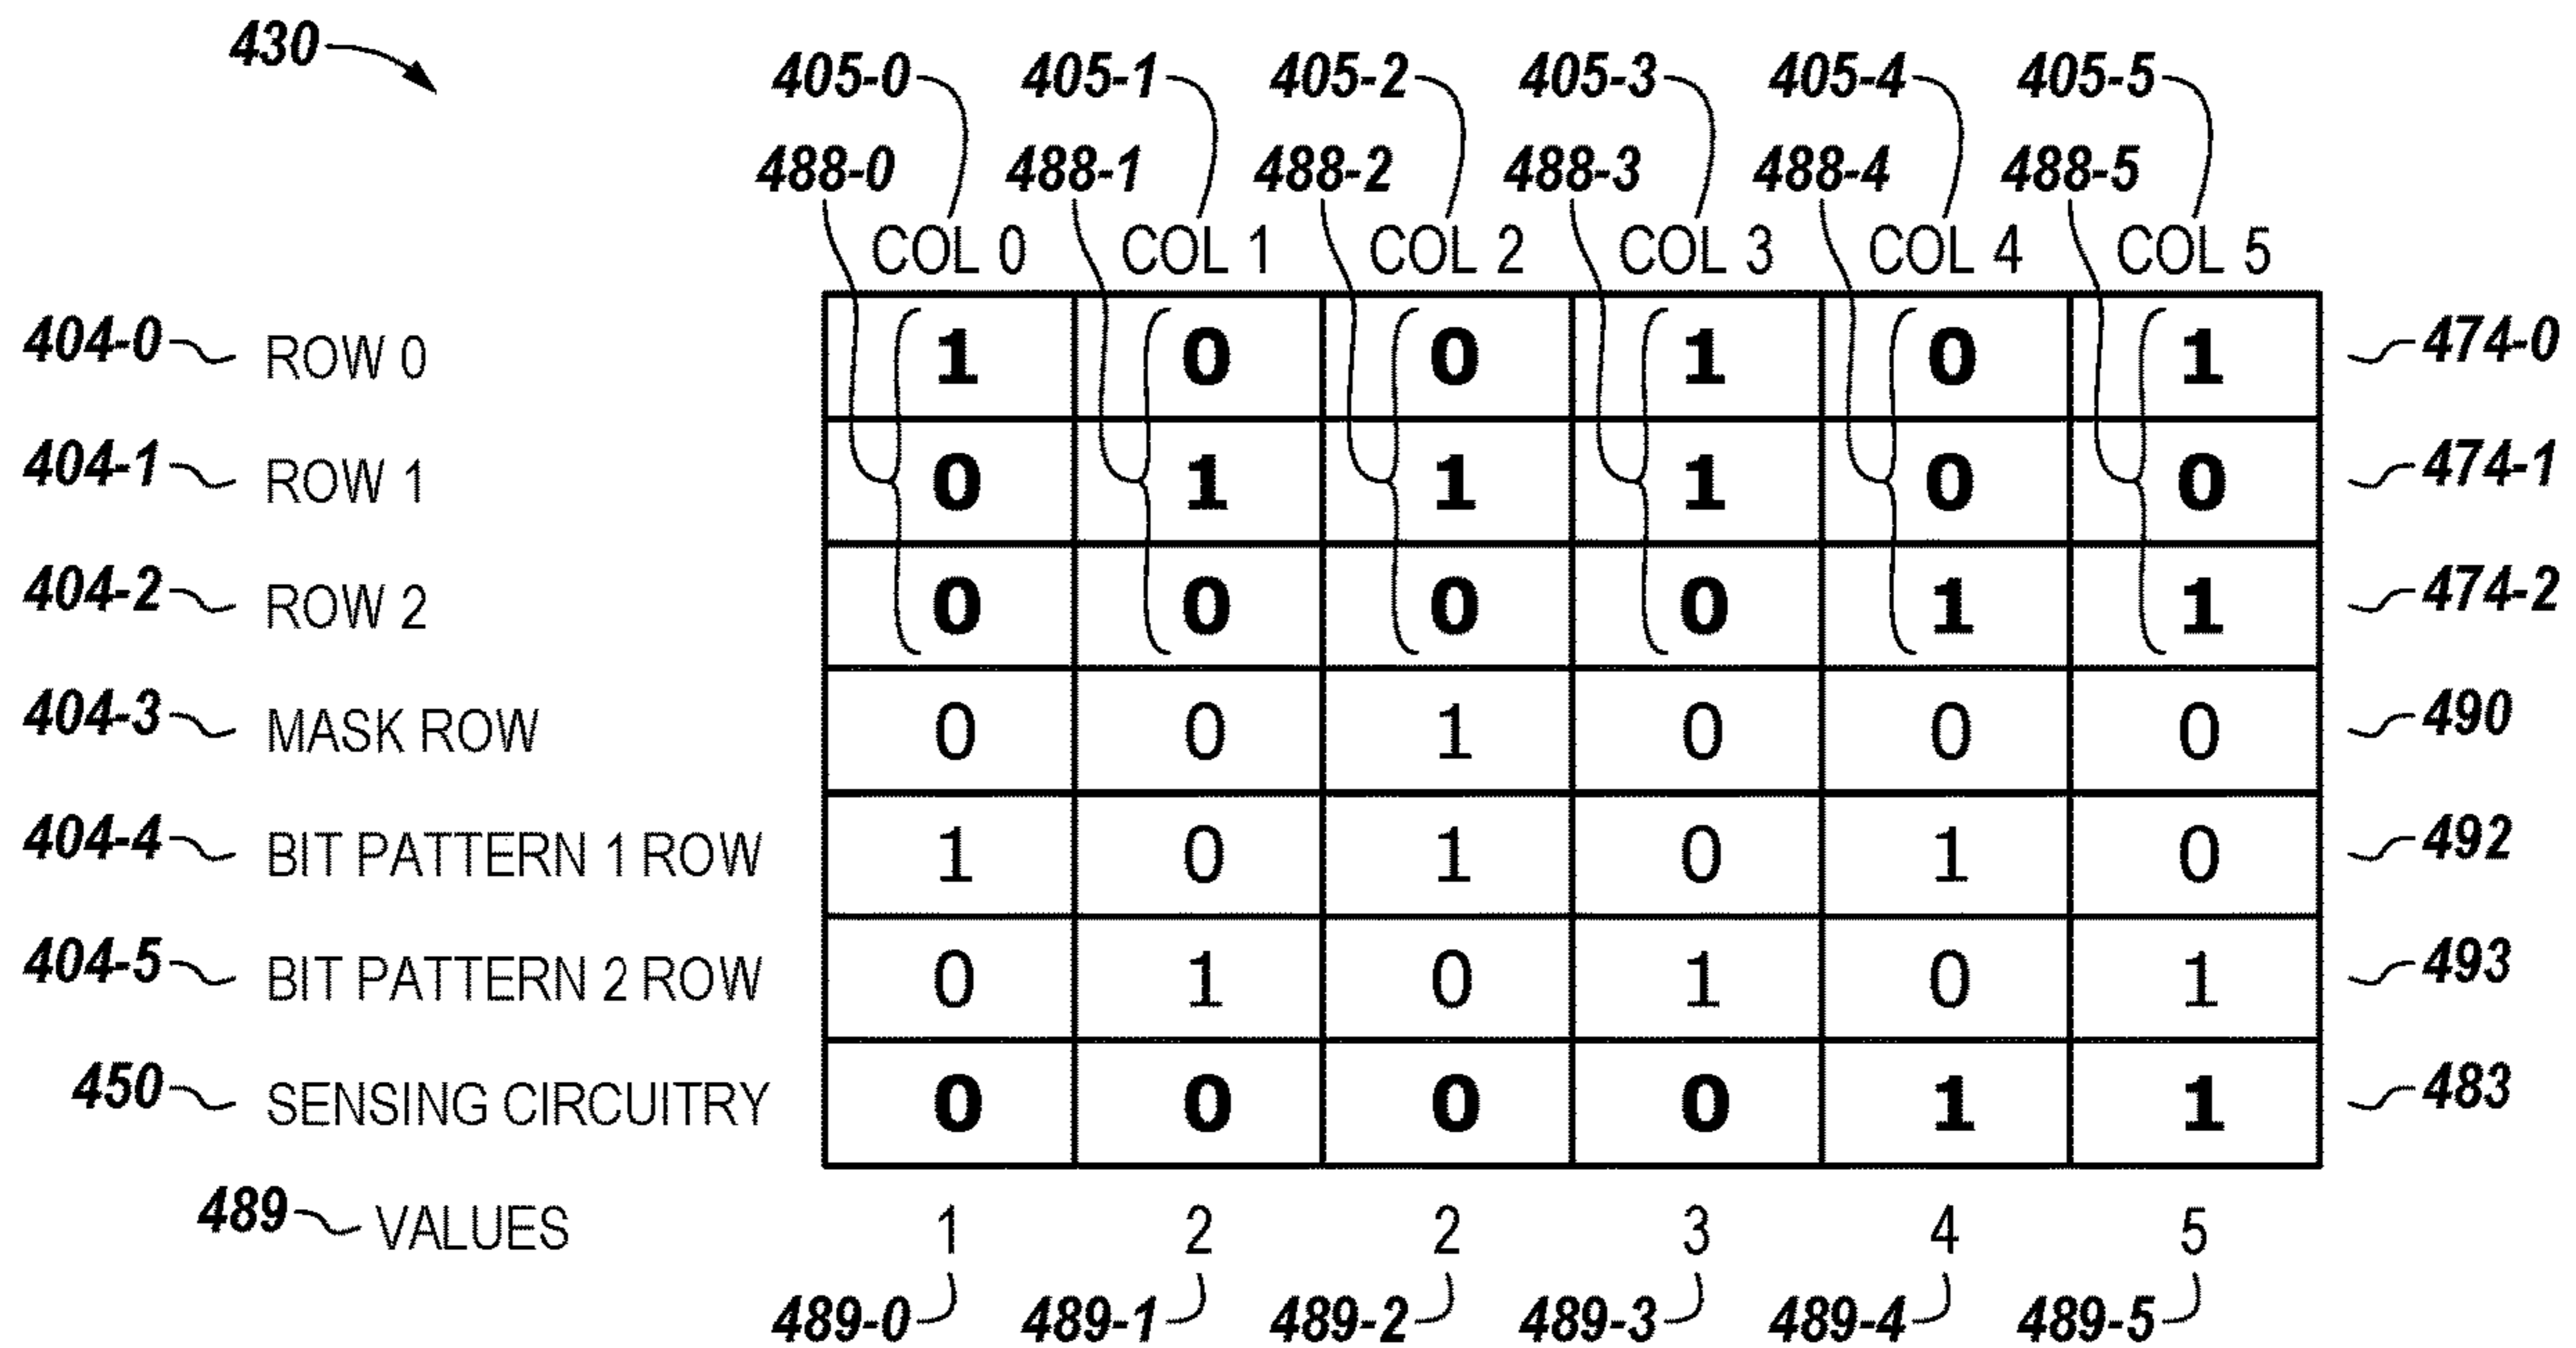 430
405-0 405-1 405-2 405-3 405-4 405-5
488-0 488-1 488-2 488-3 488-4 488-5
COL 0 COL 1 COL 2 COL 3 COL 4 COL 5
404-0 ROW 0 1 0 0 1 0 1 474-0
404-1 ROW 1 0 1 1 1 0 0 474-1
404-2 ROW 2 0 0 0 0 1 1 474-2
404-3 MASK ROW 0 0 1 0 0 0 490
404-4 BIT PATTERN 1 ROW 1 0 1 0 1 0 492
404-5 BIT PATTERN 2 ROW 0 1 0 1 0 1 493
450 SENSING CIRCUITRY 0 0 0 0 1 1 483
489 VALUES 1 2 2 3 4 5
489-0 489-1 489-2 489-3 489-4 489-5